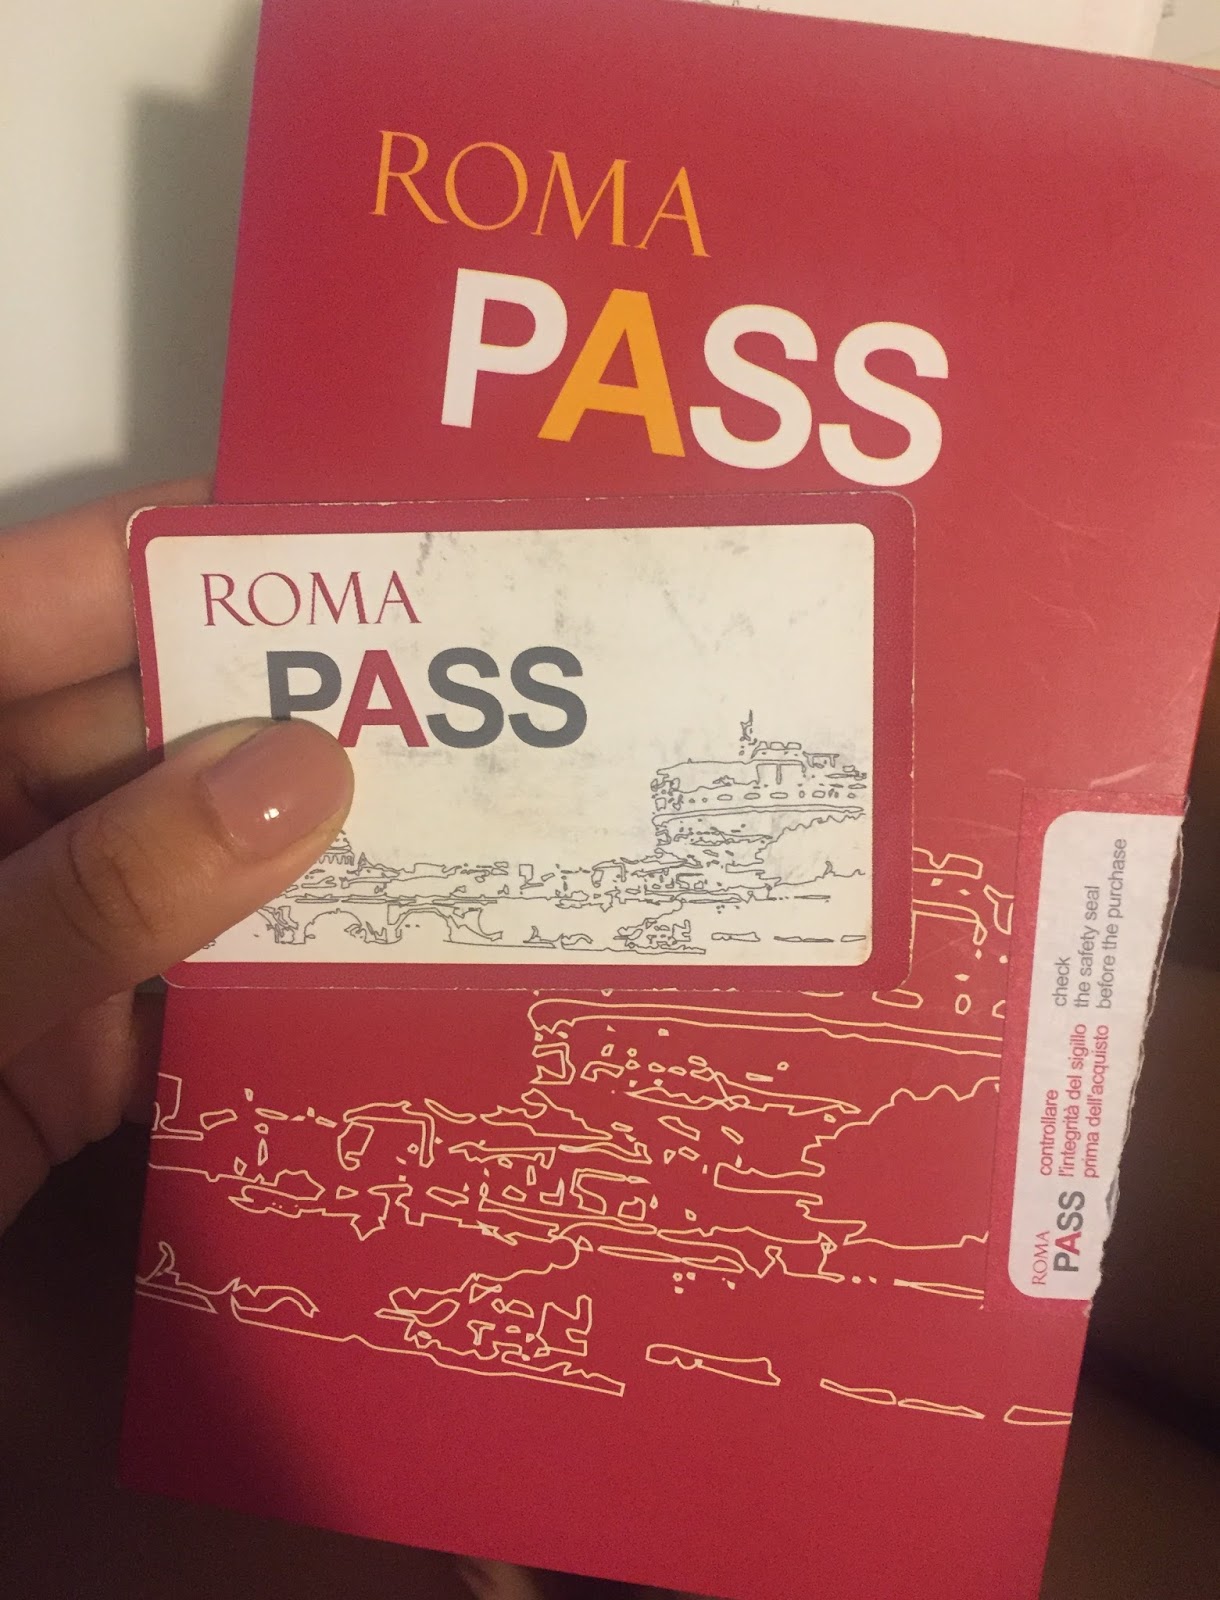 ROMA
PASS
ROMA
PASS
ROMA
PASS
controllare
l'integrità del sigillo
prima dell'acquisto
check
the safety seal
before the purchase